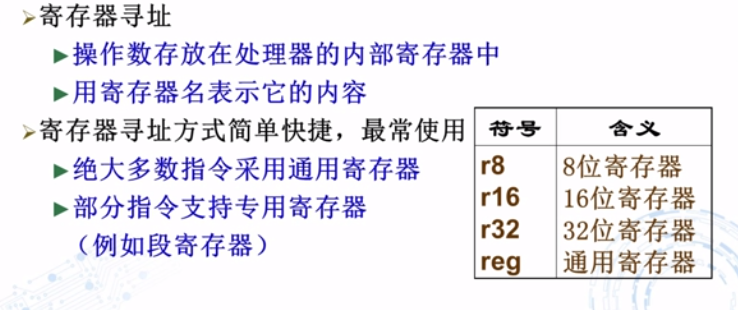 寄存器寻址
操作数存放在处理器的内部寄存器中
用寄存器名表示它的内容
寄存器寻址方式简单快捷，最常使用
绝大多数指令采用通用寄存器
部分指令支持专用寄存器
（例如段寄存器）
符号 含义
r8 8位寄存器
r16 16位寄存器
r32 32位寄存器
reg 通用寄存器